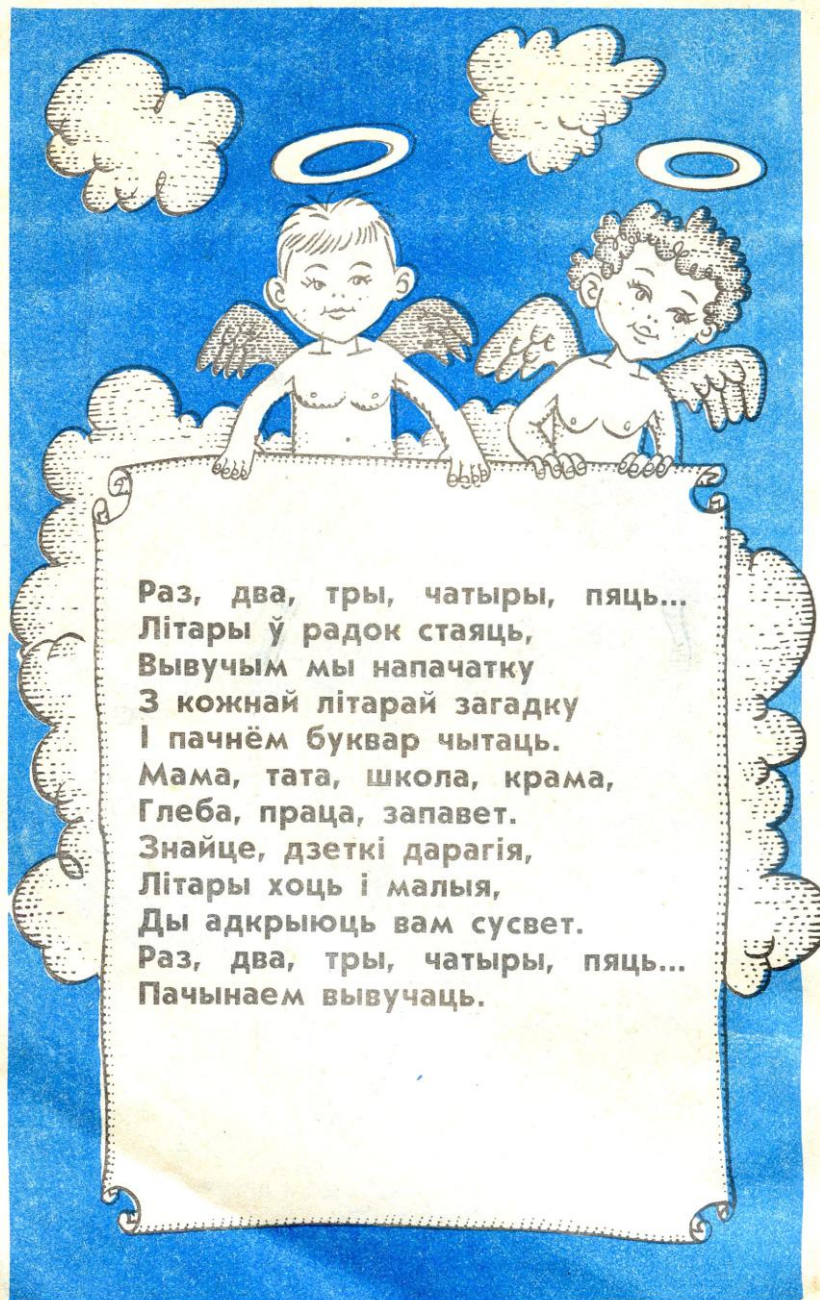 Раз, два, тры, чатыры, пяць...
Літары ў радок стаяць,
Вывучым мы напачатку
З кожнай літарай загадку
І пачнём буквар чытаць.
Мама, тата, школа, крама,
Глеба, праца, запавет.
Знайце, дзеткі дарагія,
Літары хоць і малыя,
Ды адкрыюць вам сусвет.
Раз, два, тры, чатыры, пяць...
Пачынаем вывучаць.